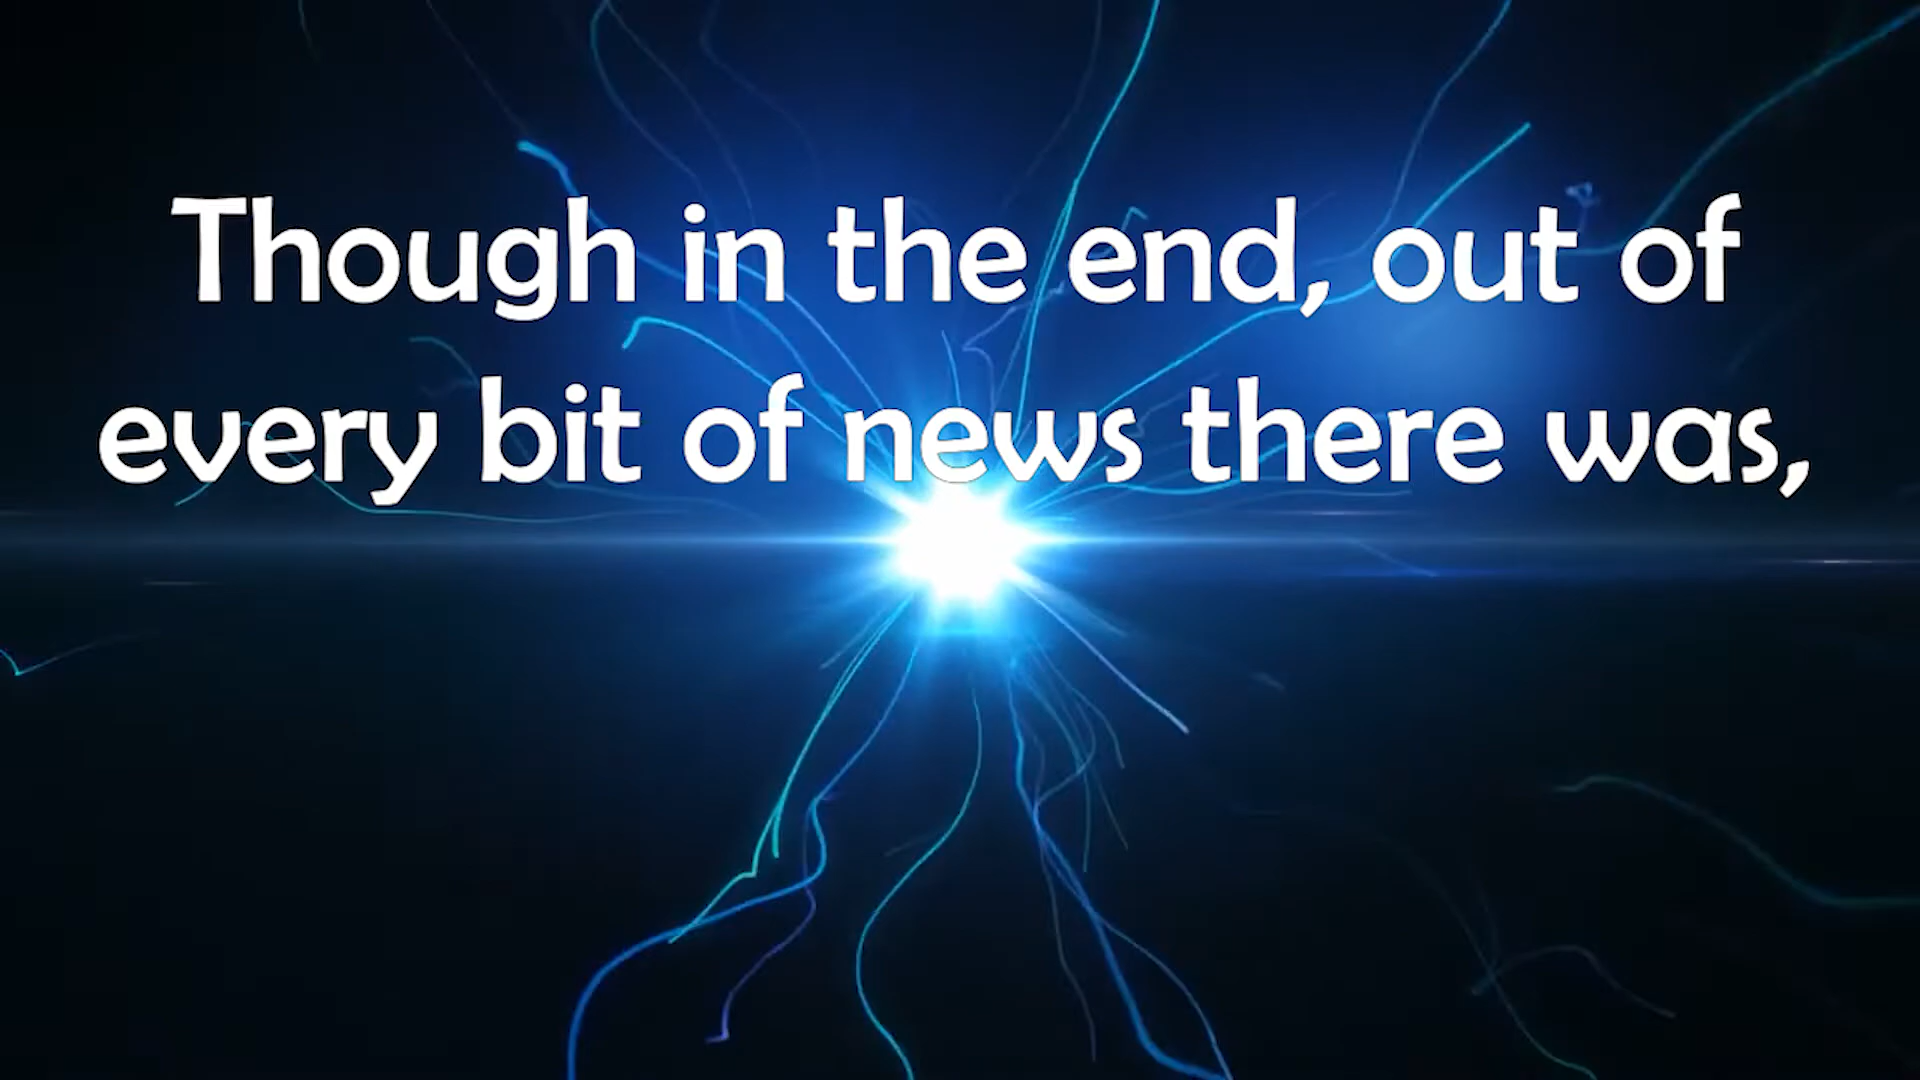 Though in the end, out of
every bit of news there was,